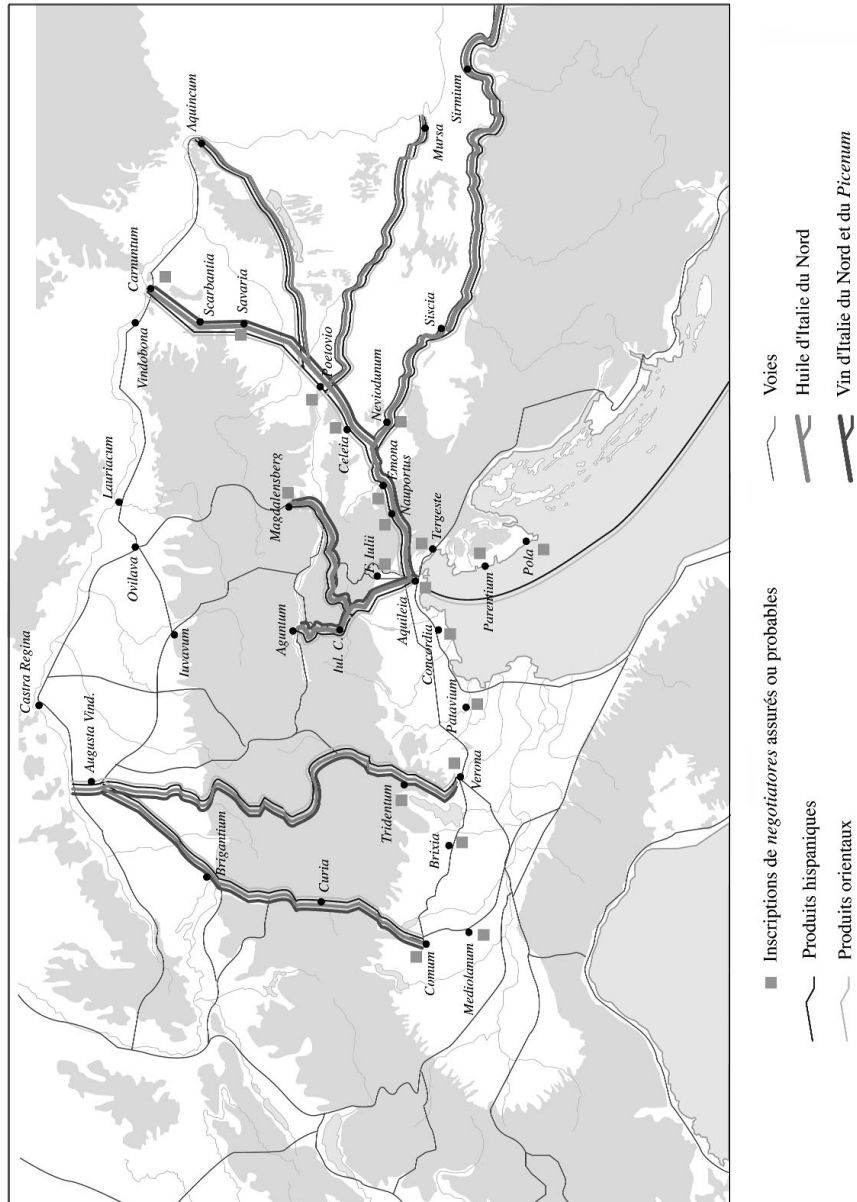 Castra Regina
Augusta Vind.
Lauriacum
Ovilava
Iuvavum
Vindobona
Carnuntum
Scarbantia
Savaria
Aquincum
Brigantium
Curia
Comum
Mediolanum
Tridentum
Brixia
Verona
Patavium
Aguntum
Iul. C.
Magdalensberg
F. Iulii
Aquileia
Concordia
Tergeste
Parentium
Pola
Poetovio
Celeia
Neviodunum
Emona
Nauportus
Siscia
Mursa
Sirmium
Inscriptions de negotiatores assurés ou probables
Produits hispaniques
Produits orientaux
Voies
Huile d'Italie du Nord
Vin d'Italie du Nord et du Picenum